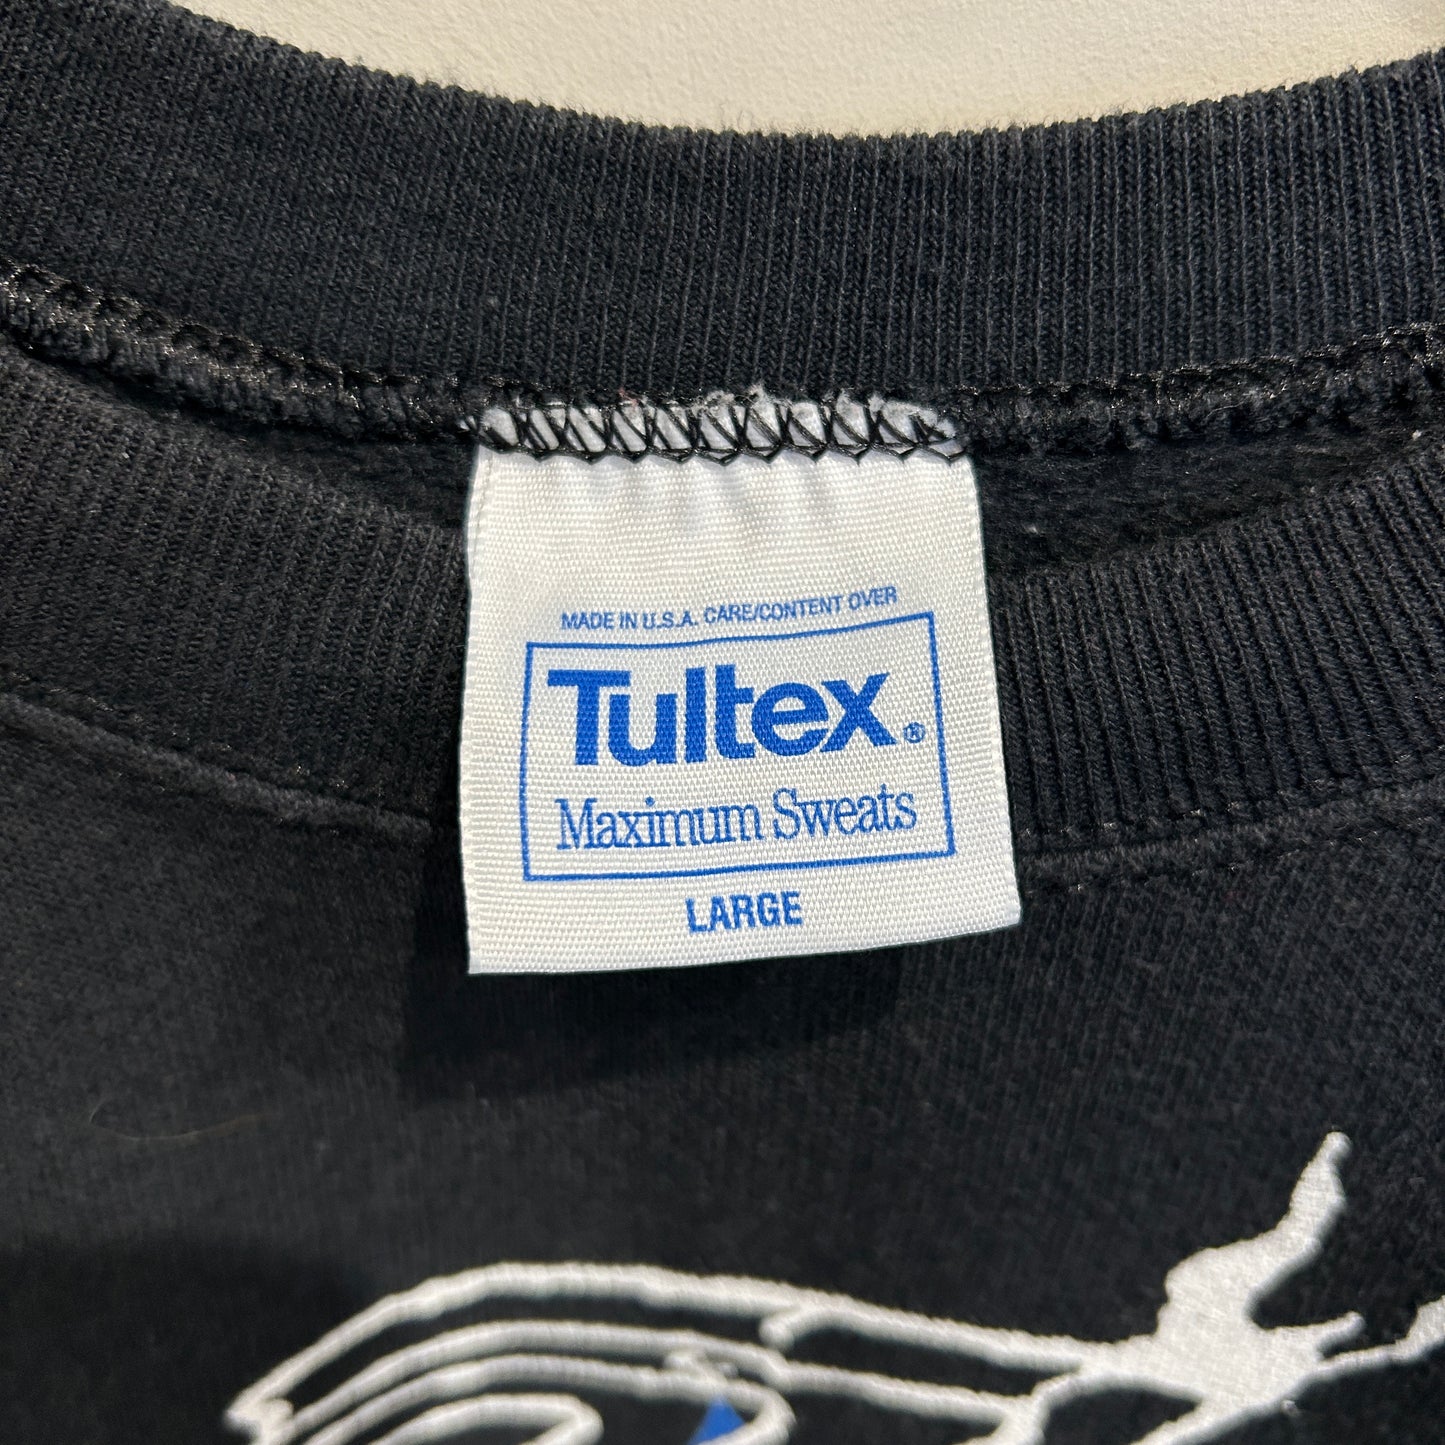 MADE IN U.S.A. CARE/CONTENT OVER
Tultex®
Maximum Sweats
LARGE